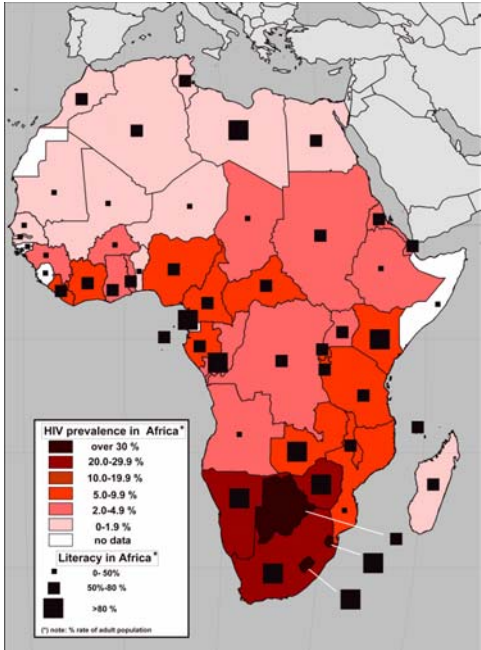 HIV prevalence in Africa*
over 30 %
20.0-29.9 %
10.0-19.9 %
5.0-9.9 %
2.0-4.9 %
0-1.9 %
no data
Literacy in Africa*
0- 50%
50%-80 %
>80 %
(*) note: % rate of adult population